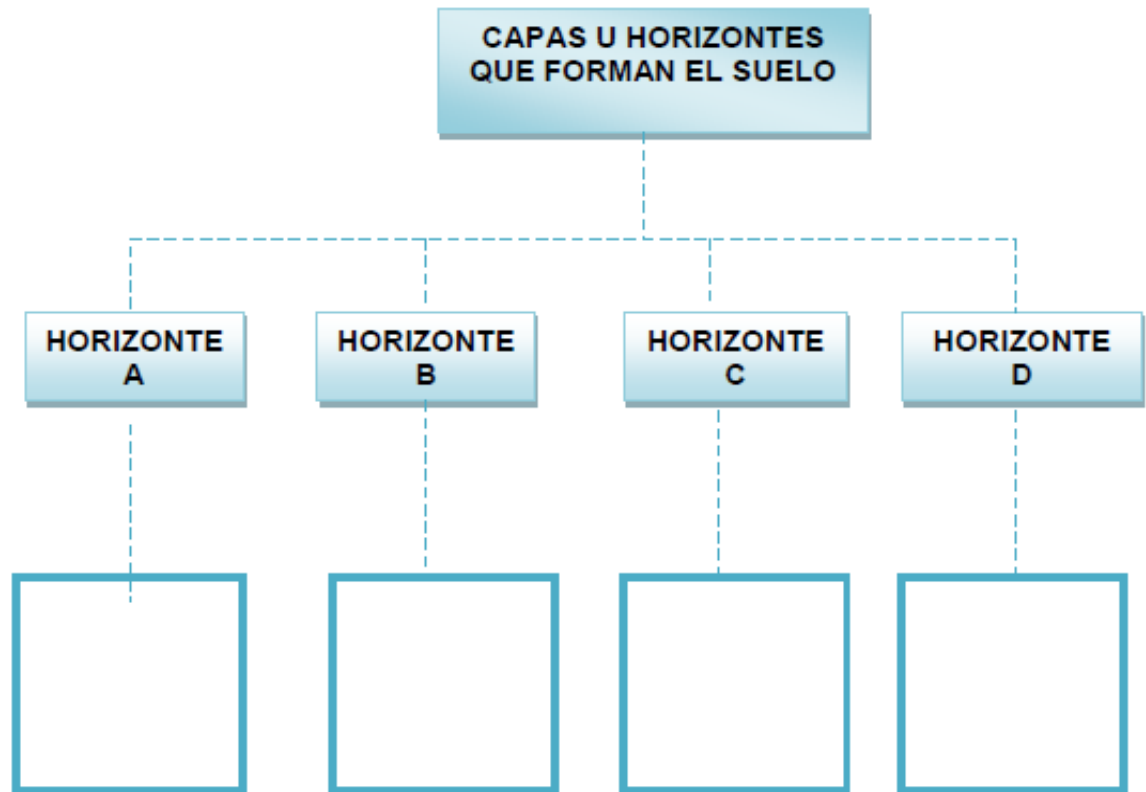 CAPAS U HORIZONTES
QUE FORMAN EL SUELO
HORIZONTE
A
HORIZONTE
B
HORIZONTE
C
HORIZONTE
D